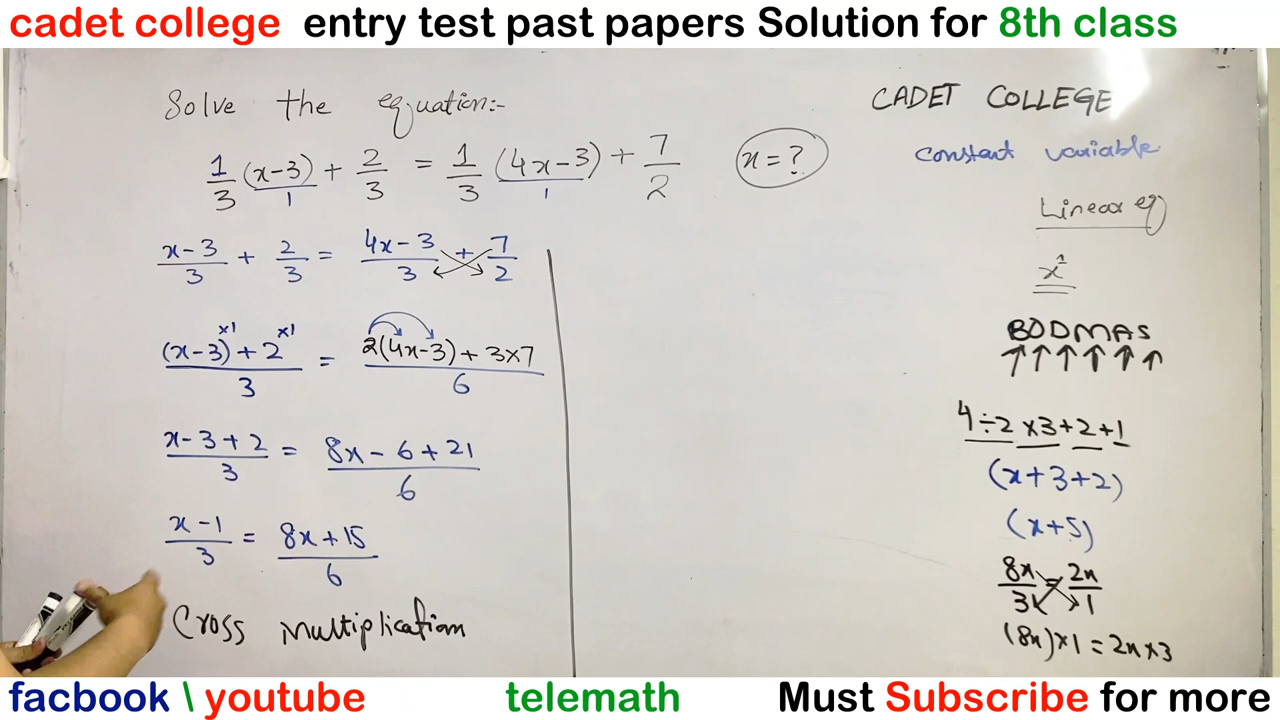 cadet college entry test past papers Solution for 8th class
Solve the equation:-
1/3 (x-3)/1 + 2/3 = 1/3 (4x-3)/1 + 7/2
x=?
(x-3)/3 + 2/3 = (4x-3)/3 + 7/2
((x-3)^×1 + 2^×1)/3 = (2(4x-3) + 3×7)/6
(x-3+2)/3 = (8x-6+21)/6
(x-1)/3 = (8x+15)/6
Cross Multiplication
CADET COLLEGE
Constant variable
Linear eq
x^1
BODMAS
4÷2×3+2+1
(x+3+2)
(x+5)
8x/3 = 2x/1
(8x)×1=2x×3
facbook \ youtube telemath Must Subscribe for more